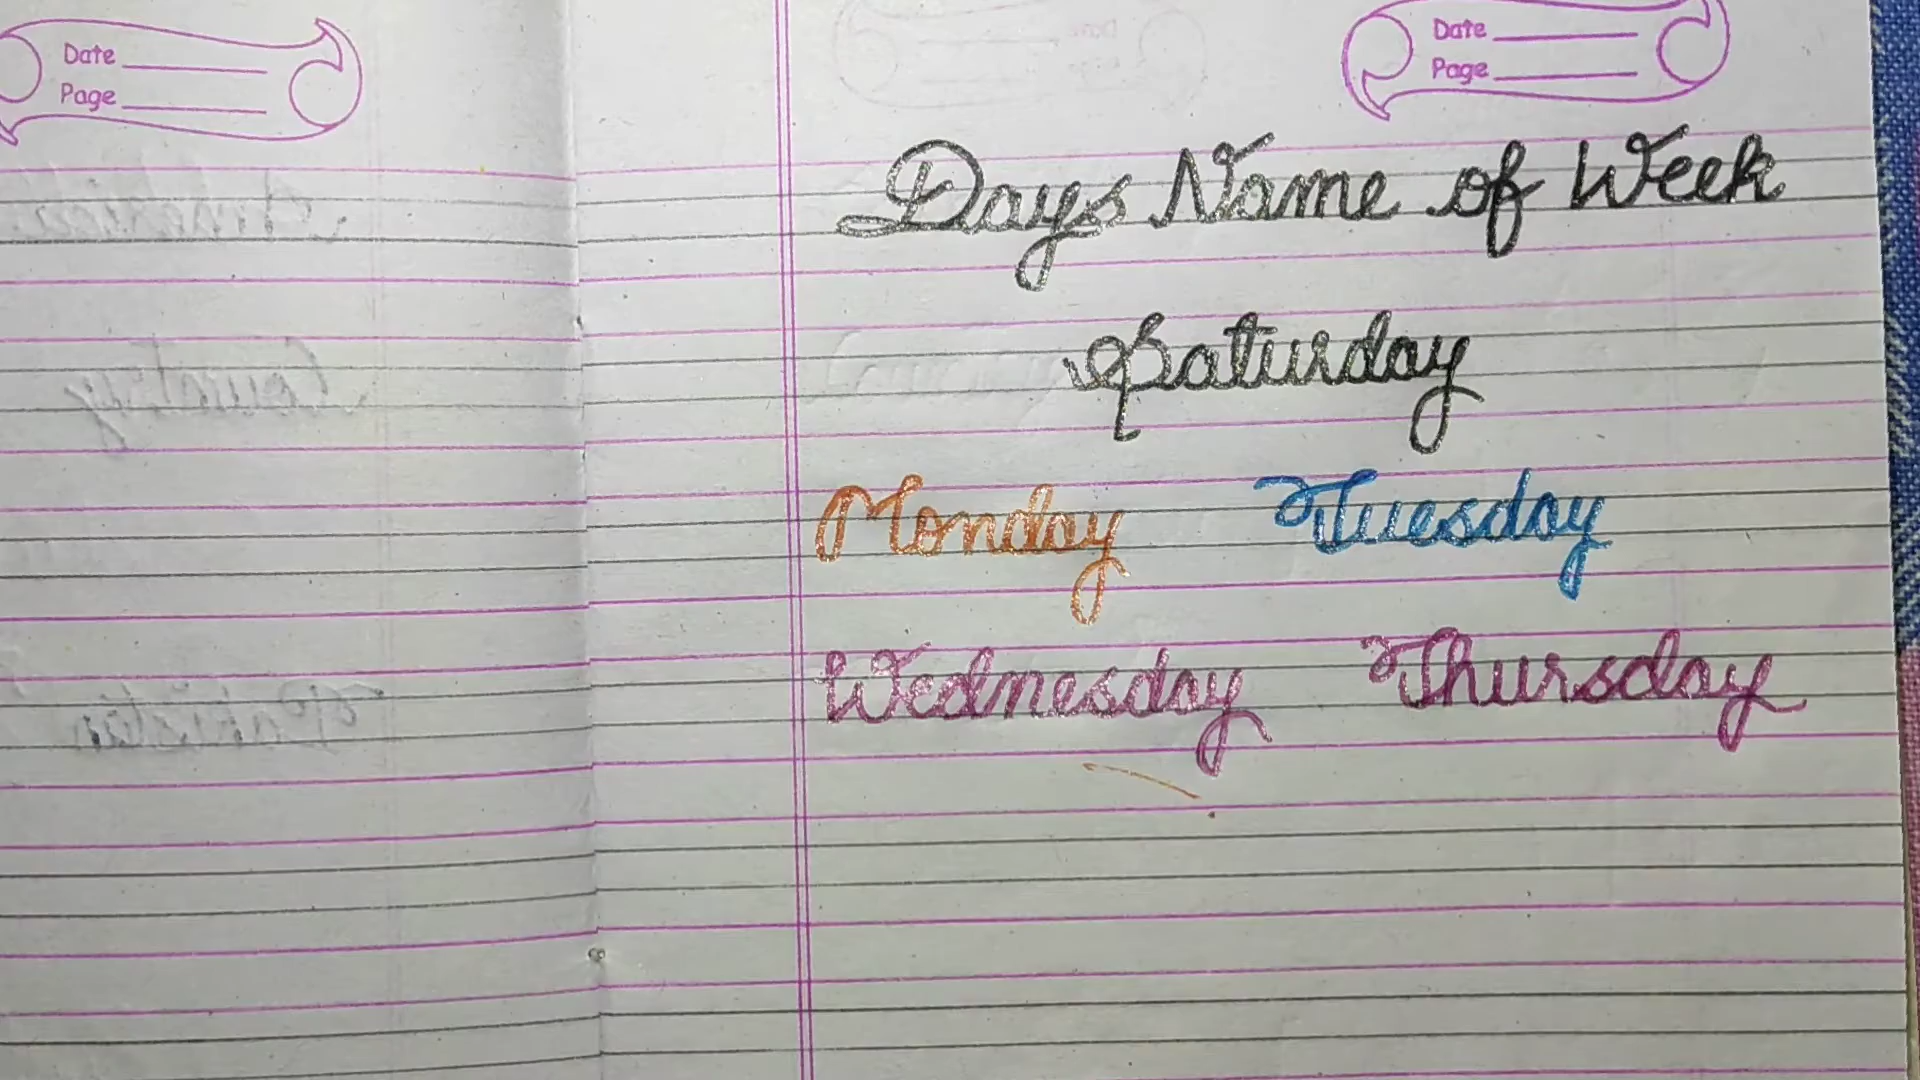 Date
Page
Date
Page
Days Name of Week
Saturday
Monday Tuesday
Wednesday Thursday